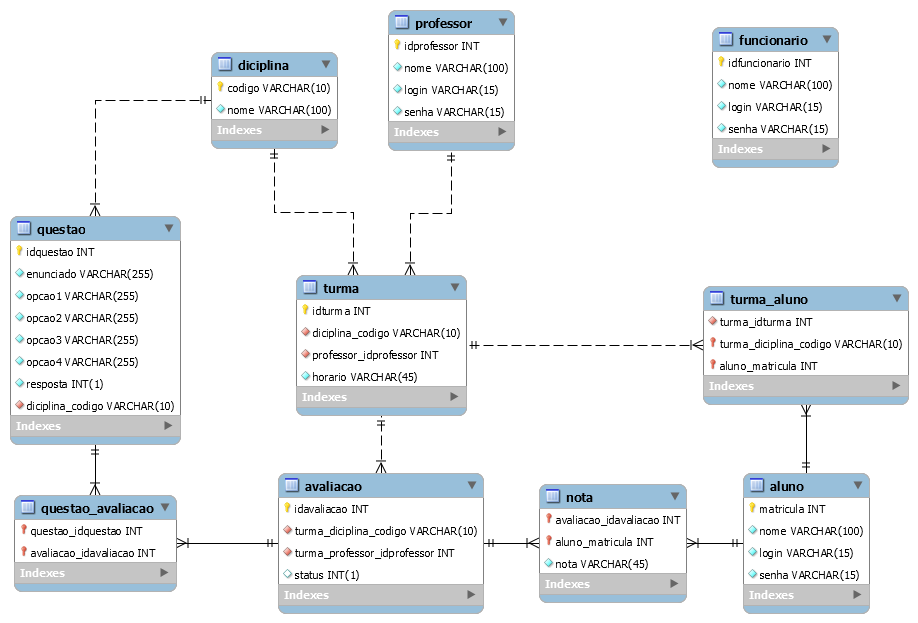 professor
idprofessor INT
nome VARCHAR(100)
login VARCHAR(15)
senha VARCHAR(15)
Indexes
funcionario
idfuncionario INT
nome VARCHAR(100)
login VARCHAR(15)
senha VARCHAR(15)
Indexes
diciplina
codigo VARCHAR(10)
nome VARCHAR(100)
Indexes
questao
idquestao INT
enunciado VARCHAR(255)
opcao1 VARCHAR(255)
opcao2 VARCHAR(255)
opcao3 VARCHAR(255)
opcao4 VARCHAR(255)
resposta INT(1)
diciplina_codigo VARCHAR(10)
Indexes
turma
idturma INT
diciplina_codigo VARCHAR(10)
professor_idprofessor INT
horario VARCHAR(45)
Indexes
turma_aluno
turma_idturma INT
turma_diciplina_codigo VARCHAR(10)
aluno_matricula INT
Indexes
questao_avaliacao
questao_idquestao INT
avaliacao_idavaliacao INT
Indexes
avaliacao
idavaliacao INT
turma_diciplina_codigo VARCHAR(10)
turma_professor_idprofessor INT
status INT(1)
Indexes
nota
avaliacao_idavaliacao INT
aluno_matricula INT
nota VARCHAR(45)
Indexes
aluno
matricula INT
nome VARCHAR(100)
login VARCHAR(15)
senha VARCHAR(15)
Indexes